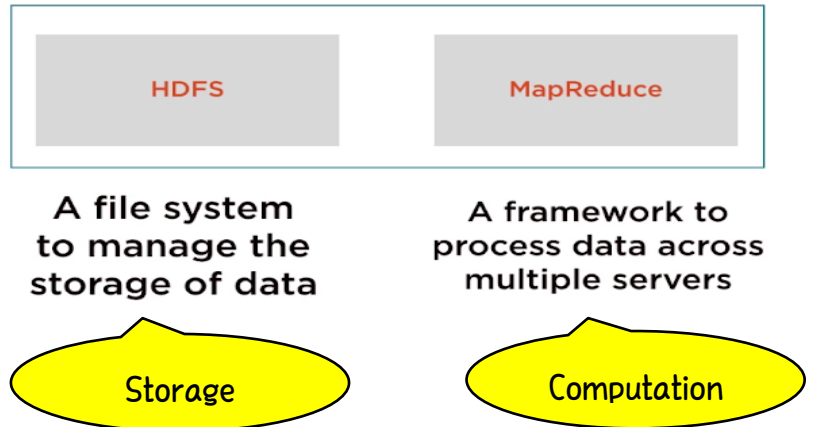 HDFS
MapReduce
A file system
to manage the
storage of data
A framework to
process data across
multiple servers
Storage
Computation